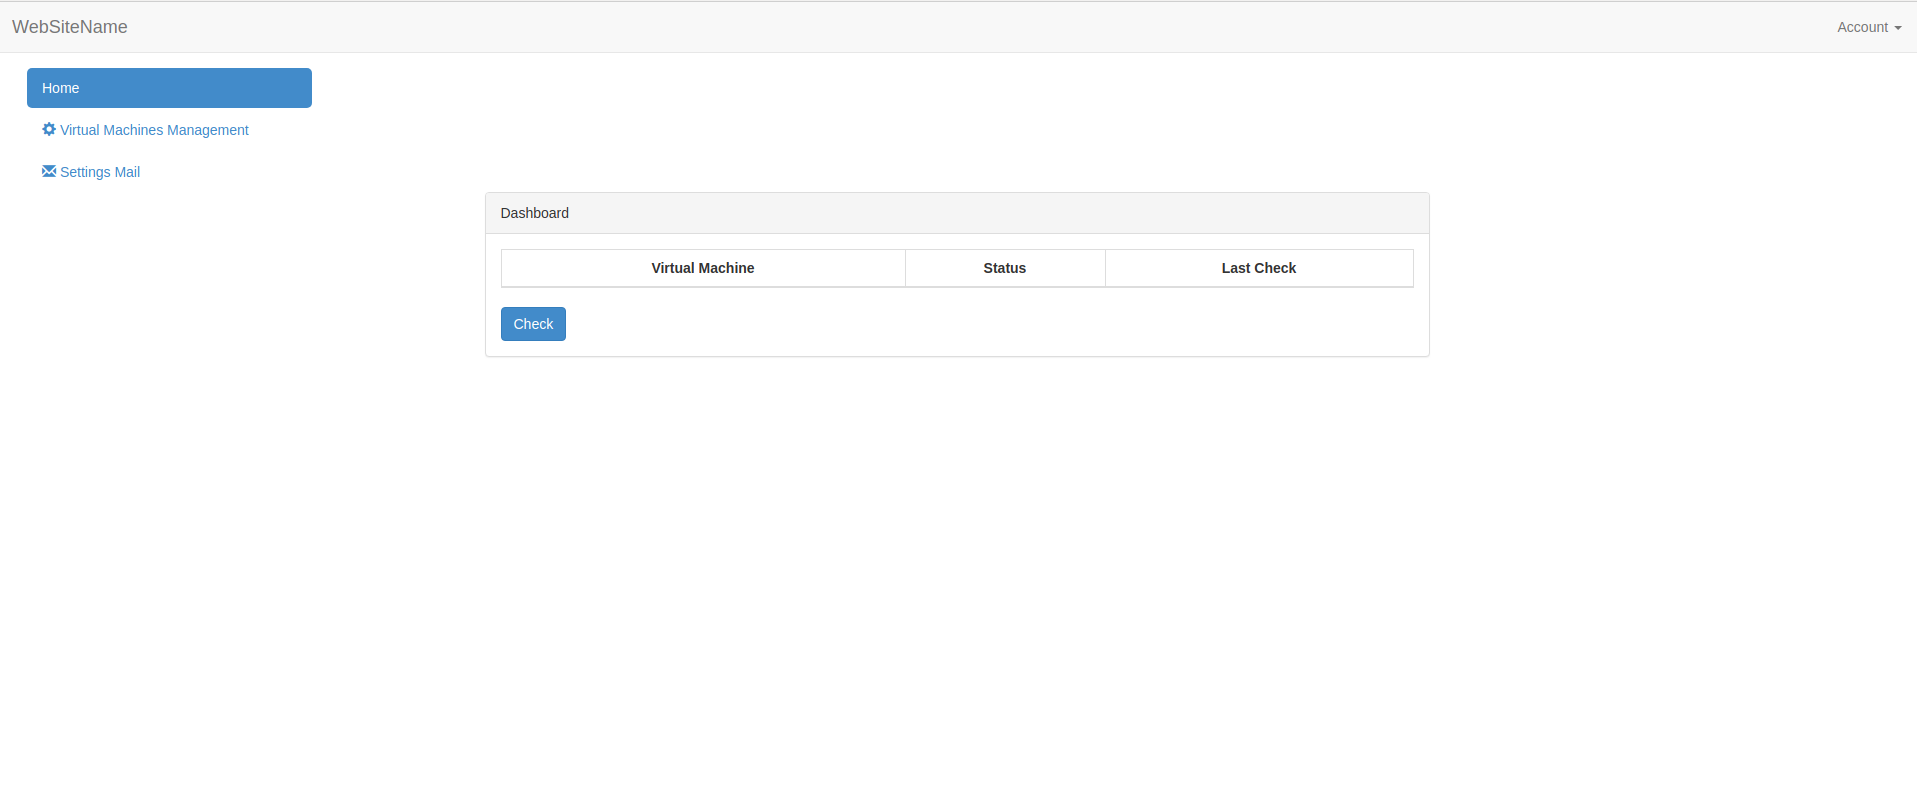 WebSiteName Account
Home
Virtual Machines Management
Settings Mail
Dashboard
Virtual Machine Status Last Check
Check